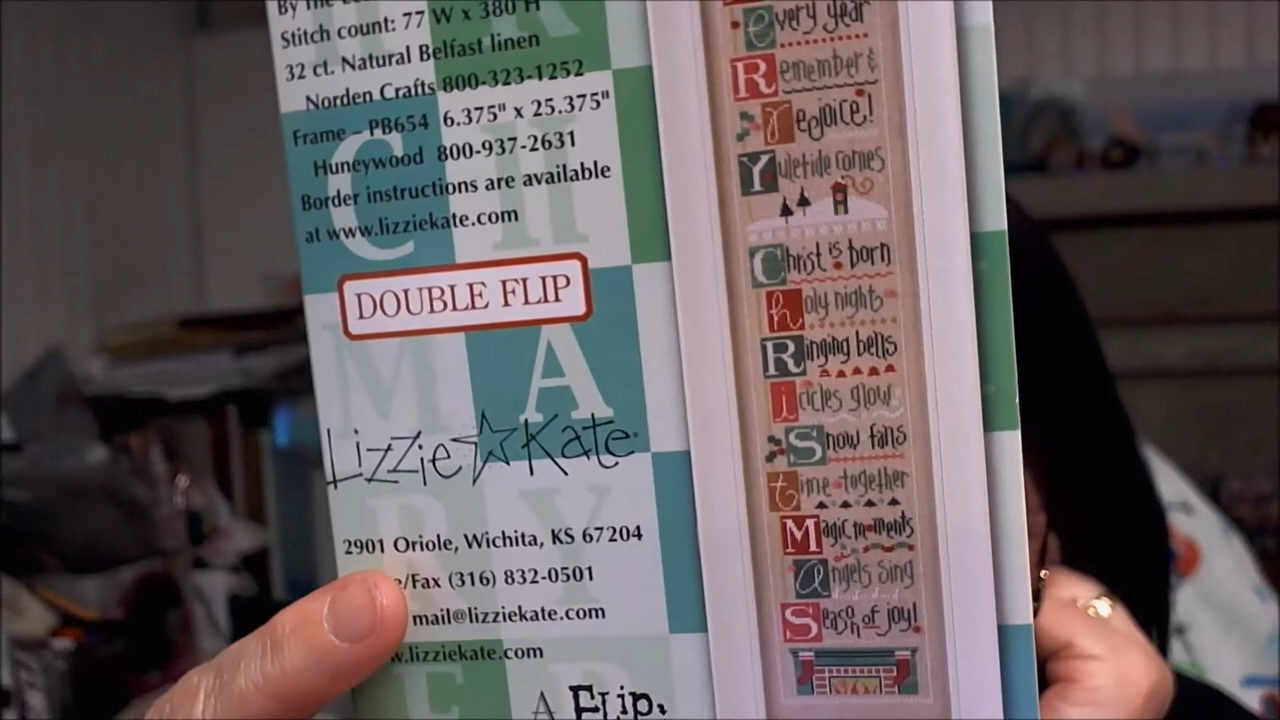 By the
Stitch count: 77 W x 380 H
32 ct. Natural Belfast linen
Norden Crafts 800-323-1252
Frame – PB654 6.375" x 25.375"
Huneywood 800-937-2631
Border instructions are available
at www.lizziekate.com
DOUBLE FLIP
Lizzie☆Kate
2901 Oriole, Wichita, KS 67204
/Fax (316) 832-0501
mail@lizziekate.com
.lizziekate.com
A Flip.
every year
Remember &
rejoice!
Yuletide comes
Christ is born
holy night
Ringing bells
icicles glow
Snow falls
time together
Magic moments
angels sing
Season of joy!